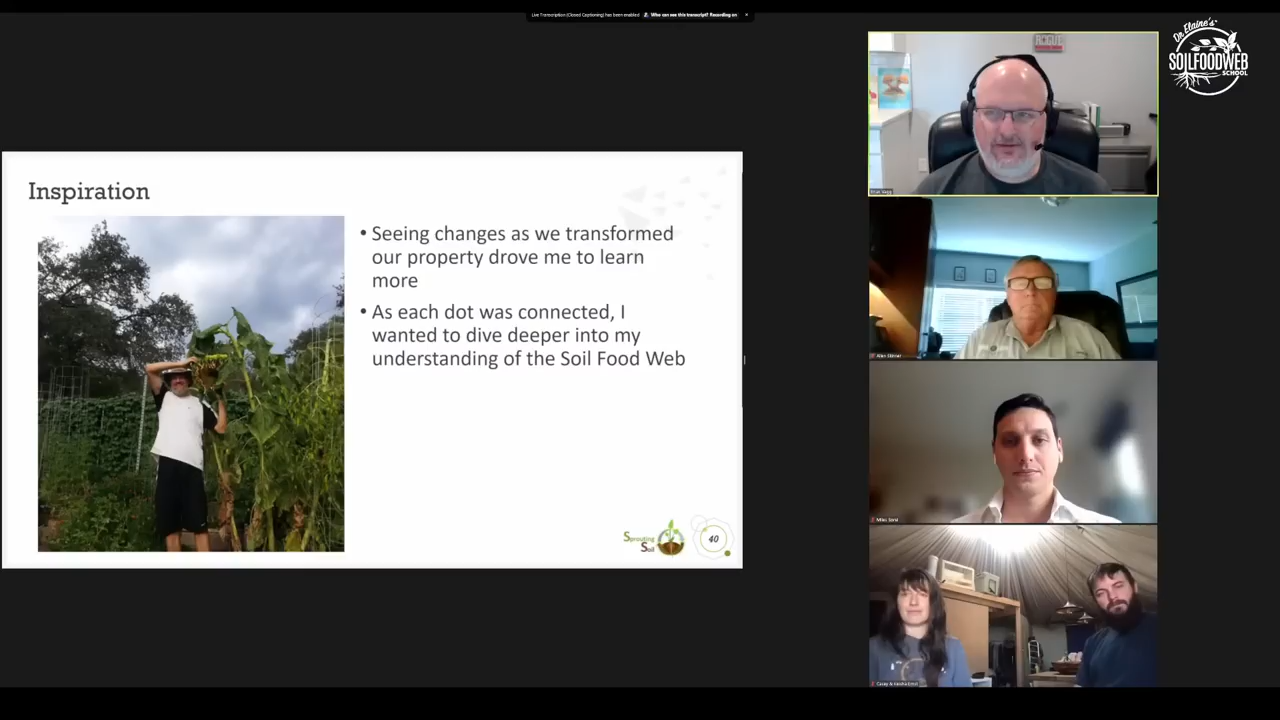 Live Transcription (Closed Captioning) has been enabled
Who can see this transcript? Recording on
Dr. Elaine's
SOILFOODWEB
SCHOOL
Inspiration
• Seeing changes as we transformed
our property drove me to learn
more
• As each dot was connected, I
wanted to dive deeper into my
understanding of the Soil Food Web
Sprouting
Soil
40
ROGUE